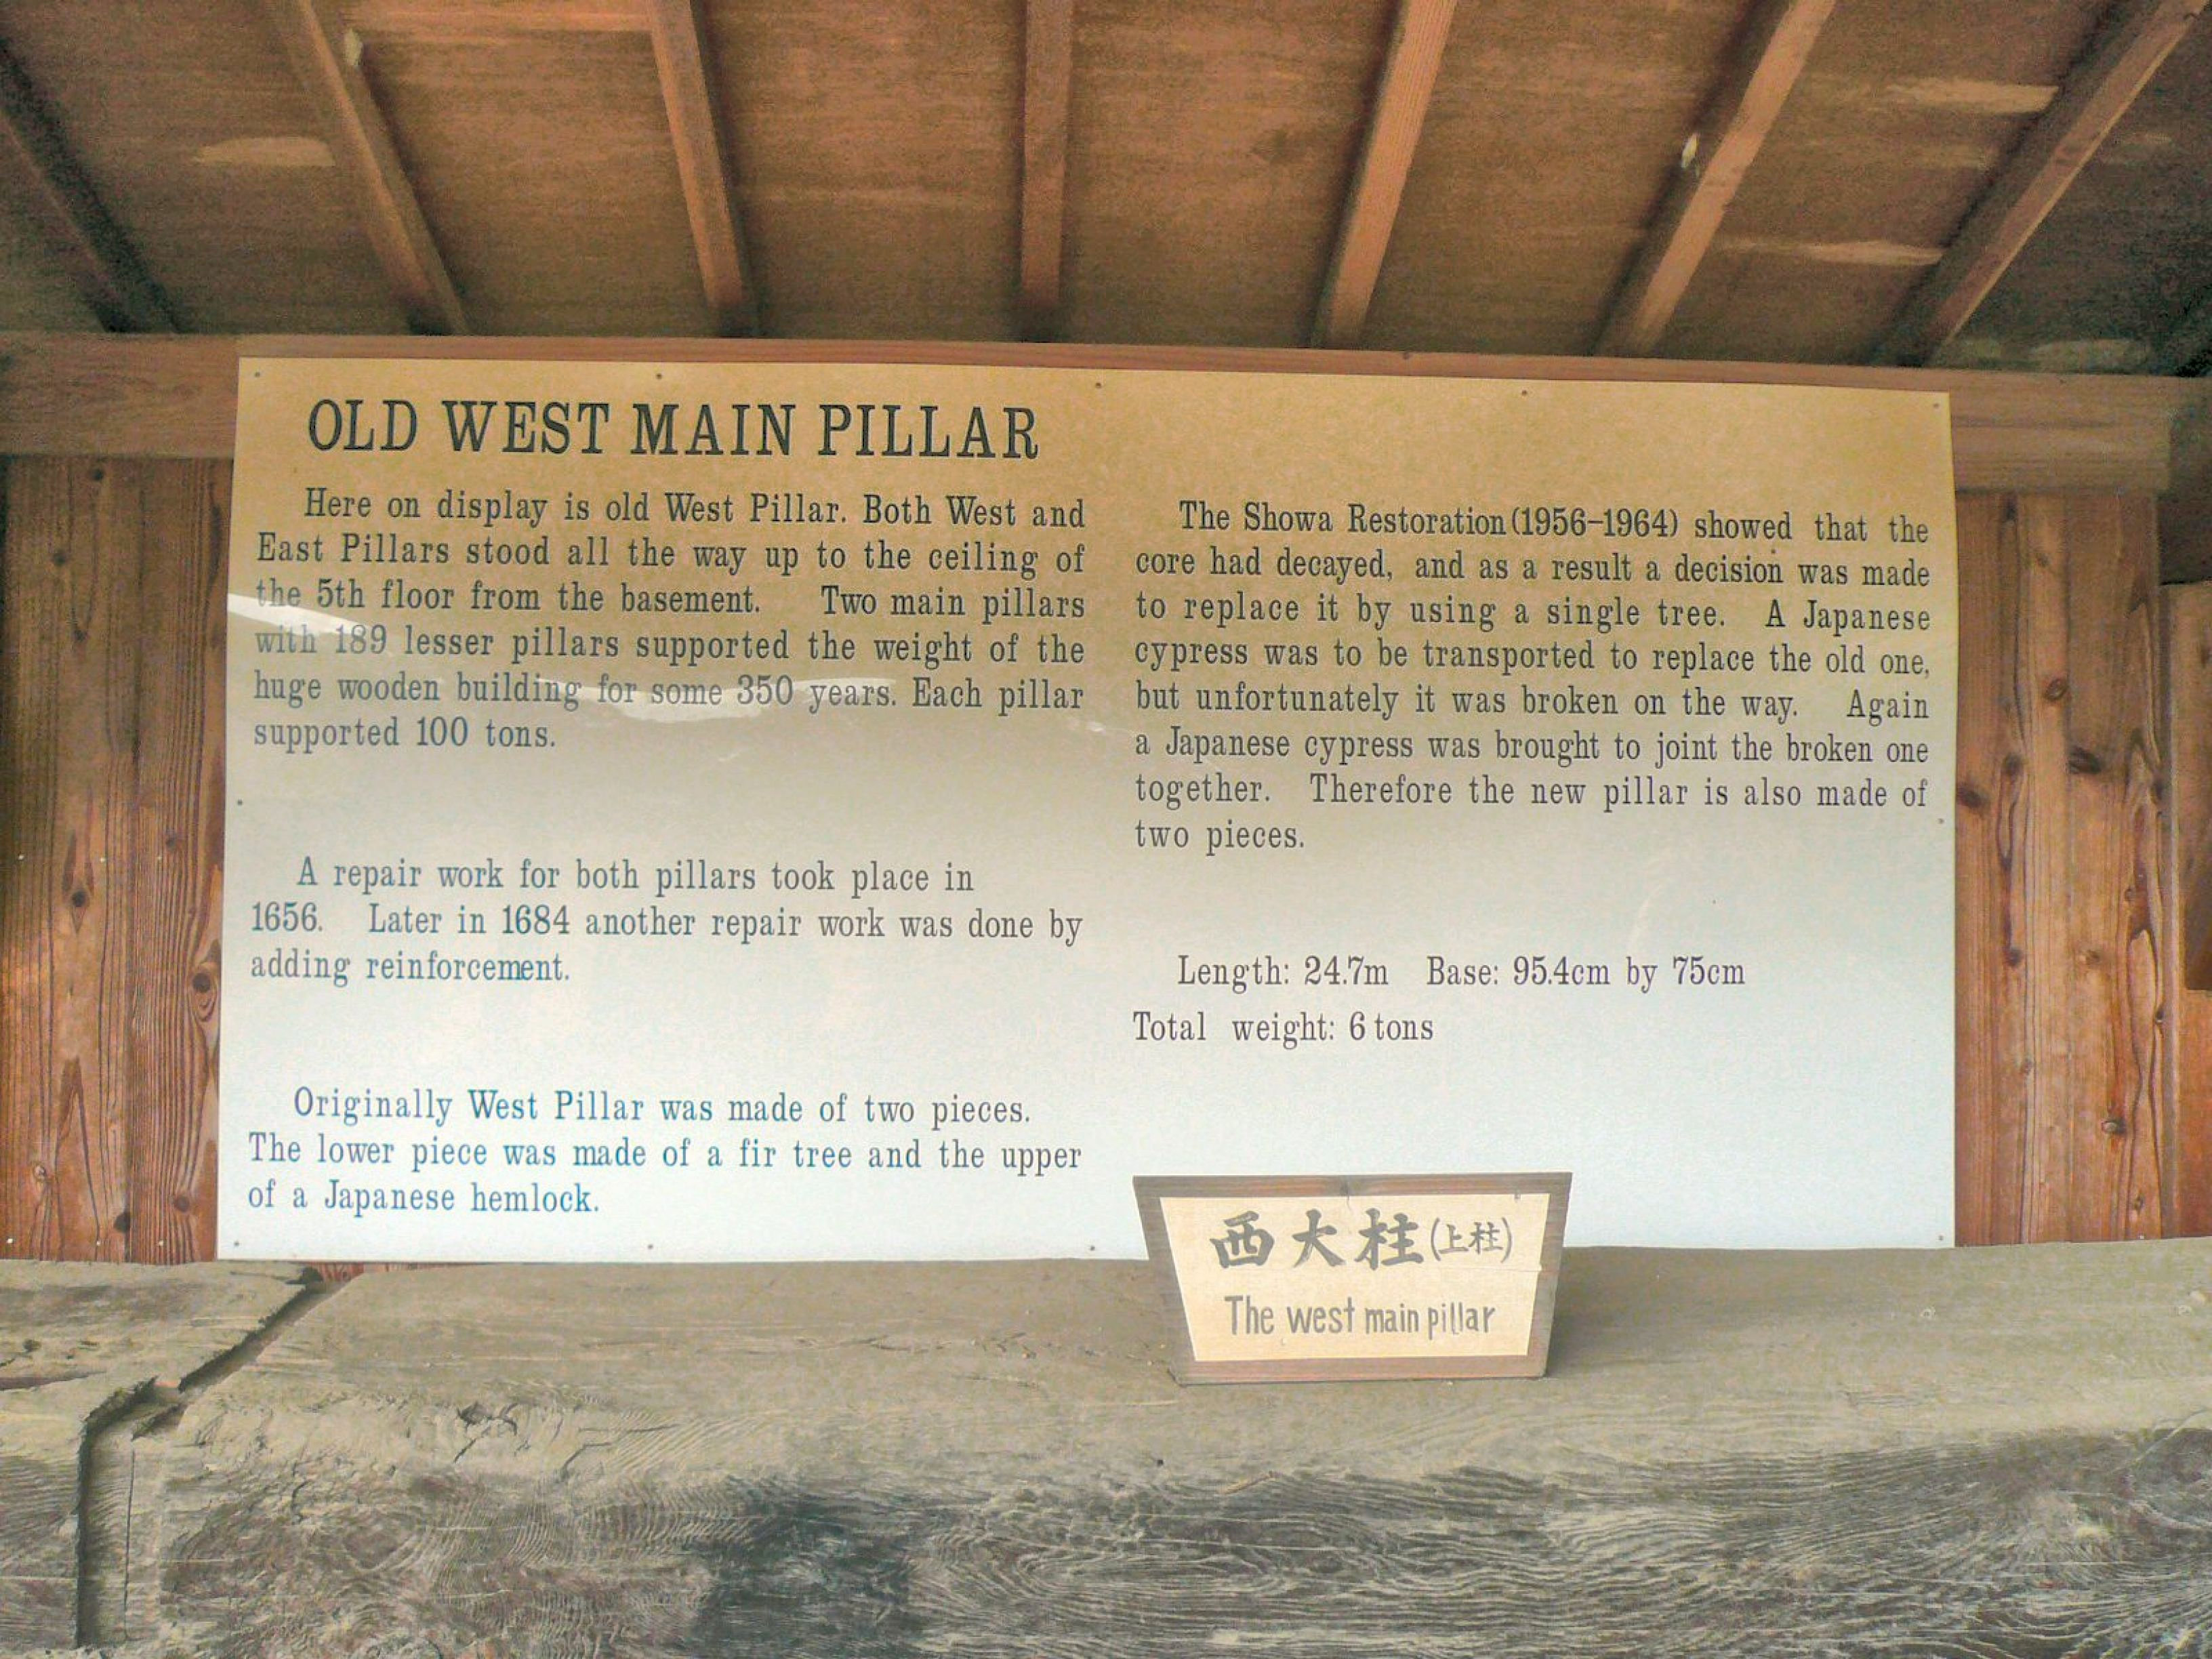 OLD WEST MAIN PILLAR
Here on display is old West Pillar. Both West and
East Pillars stood all the way up to the ceiling of
the 5th floor from the basement. Two main pillars
with 189 lesser pillars supported the weight of the
huge wooden building for some 350 years. Each pillar
supported 100 tons.
A repair work for both pillars took place in
1656. Later in 1684 another repair work was done by
adding reinforcement.
Originally West Pillar was made of two pieces.
The lower piece was made of a fir tree and the upper
of a Japanese hemlock.
The Showa Restoration(1956-1964) showed that the
core had decayed, and as a result a decision was made
to replace it by using a single tree. A Japanese
cypress was to be transported to replace the old one,
but unfortunately it was broken on the way. Again
a Japanese cypress was brought to joint the broken one
together. Therefore the new pillar is also made of
two pieces.
Length: 24.7m Base: 95.4cm by 75cm
Total weight: 6 tons
西大柱(上柱)
The west main pillar